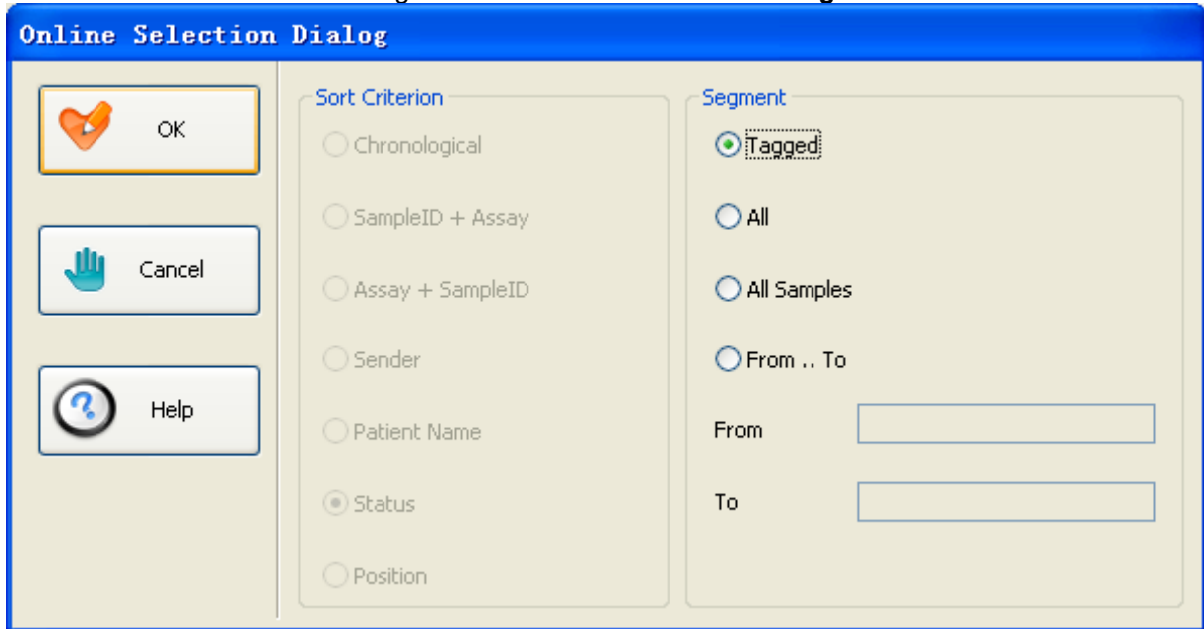 Online Selection Dialog
OK
Cancel
Help
Sort Criterion
Chronological
SampleID + Assay
Assay + SampleID
Sender
Patient Name
Status
Position
Segment
Tagged
All
All Samples
From .. To
From
To